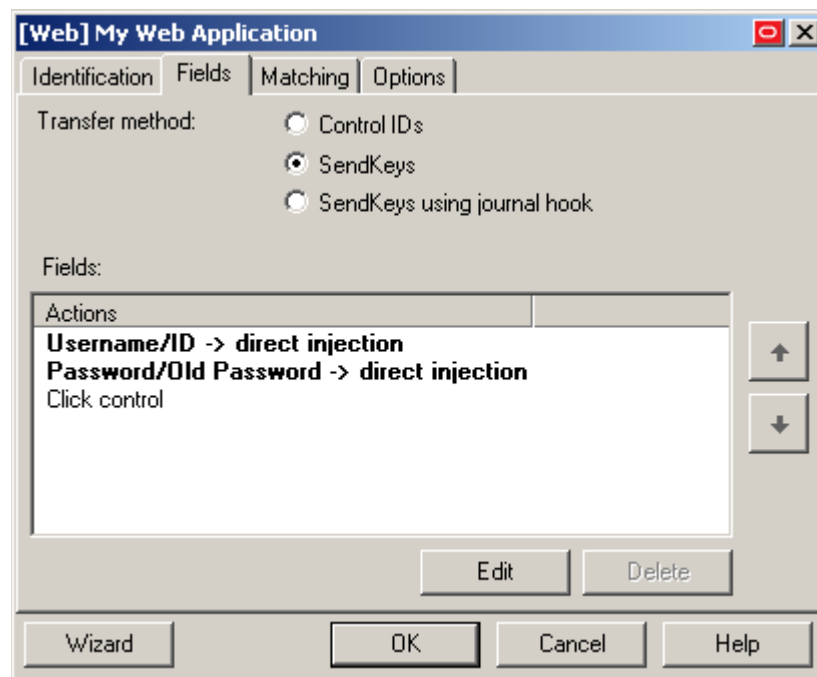 [Web] My Web Application
Identification Fields Matching Options
Transfer method:
Control IDs
SendKeys
SendKeys using journal hook
Fields:
Actions
Username/ID -> direct injection
Password/Old Password -> direct injection
Click control
Edit Delete
Wizard OK Cancel Help